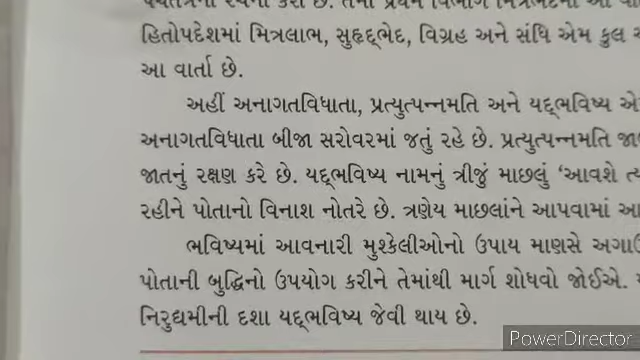 હિતોપદેશમાં મિત્રલાભ, સુહૃદ્ભેદ, વિગ્રહ અને સંધિ એમ કુલ
આ વાર્તા છે.
અહીં અનાગતવિધાતા, પ્રત્યુત્પન્નમતિ અને યદ્ભવિષ્ય
અનાગતવિધાતા બીજા સરોવરમાં જતું રહે છે. પ્રત્યુત્પન્નમતિ
જાતનું રક્ષણ કરે છે. યદ્ભવિષ્ય નામનું ત્રીજું માછલું ‘આવશે
રહીને પોતાનો વિનાશ નોતરે છે. ત્રણેય માછલાંને આપવામાં
ભવિષ્યમાં આવનારી મુશ્કેલીઓનો ઉપાય માણસે
પોતાની બુદ્ધિનો ઉપયોગ કરીને તેમાંથી માર્ગ શોધવો જોઈએ.
નિરુદ્યમીની દશા યદ્ભવિષ્ય જેવી થાય છે.
PowerDirector